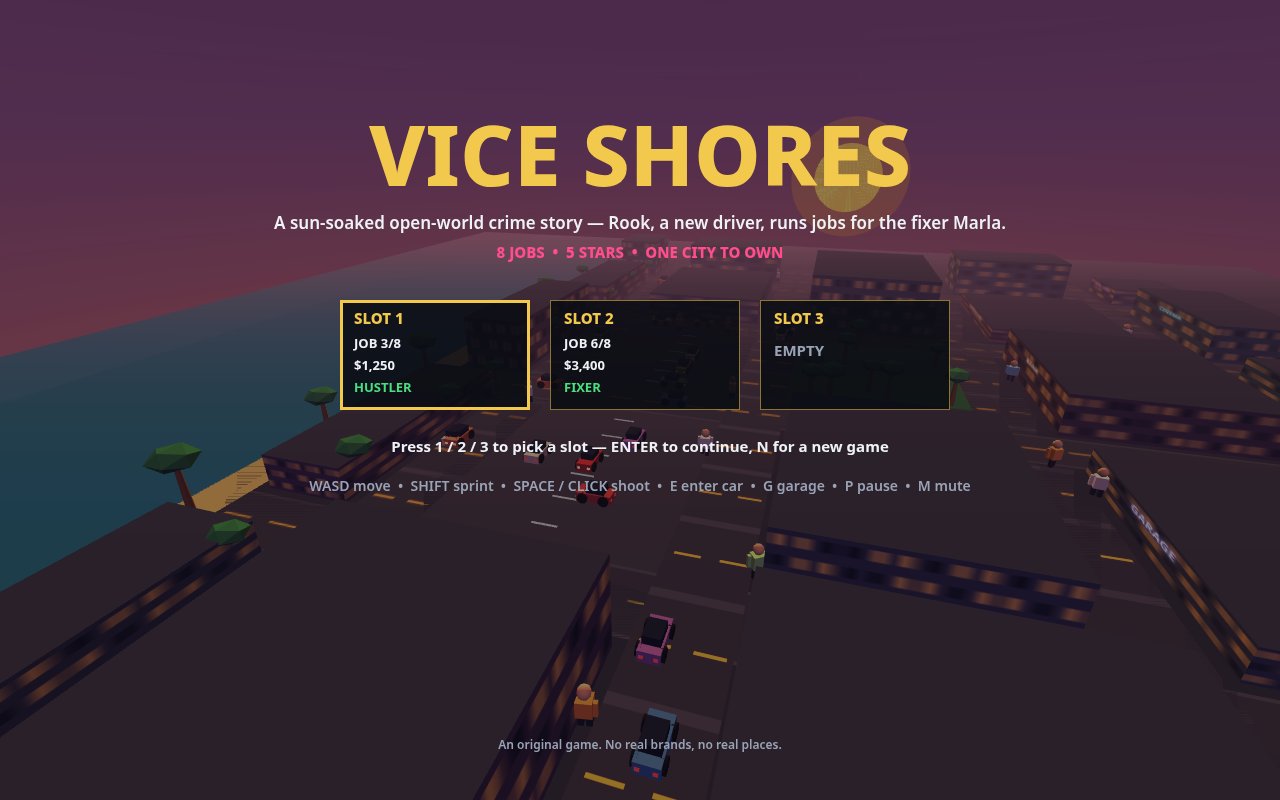 VICE SHORES
A sun-soaked open-world crime story — Rook, a new driver, runs jobs for the fixer Marla.
8 JOBS • 5 STARS • ONE CITY TO OWN
SLOT 1
JOB 3/8
$1,250
HUSTLER
SLOT 2
JOB 6/8
$3,400
FIXER
SLOT 3
EMPTY
Press 1 / 2 / 3 to pick a slot — ENTER to continue, N for a new game
WASD move • SHIFT sprint • SPACE / CLICK shoot • E enter car • G garage • P pause • M mute
GARAGE
An original game. No real brands, no real places.